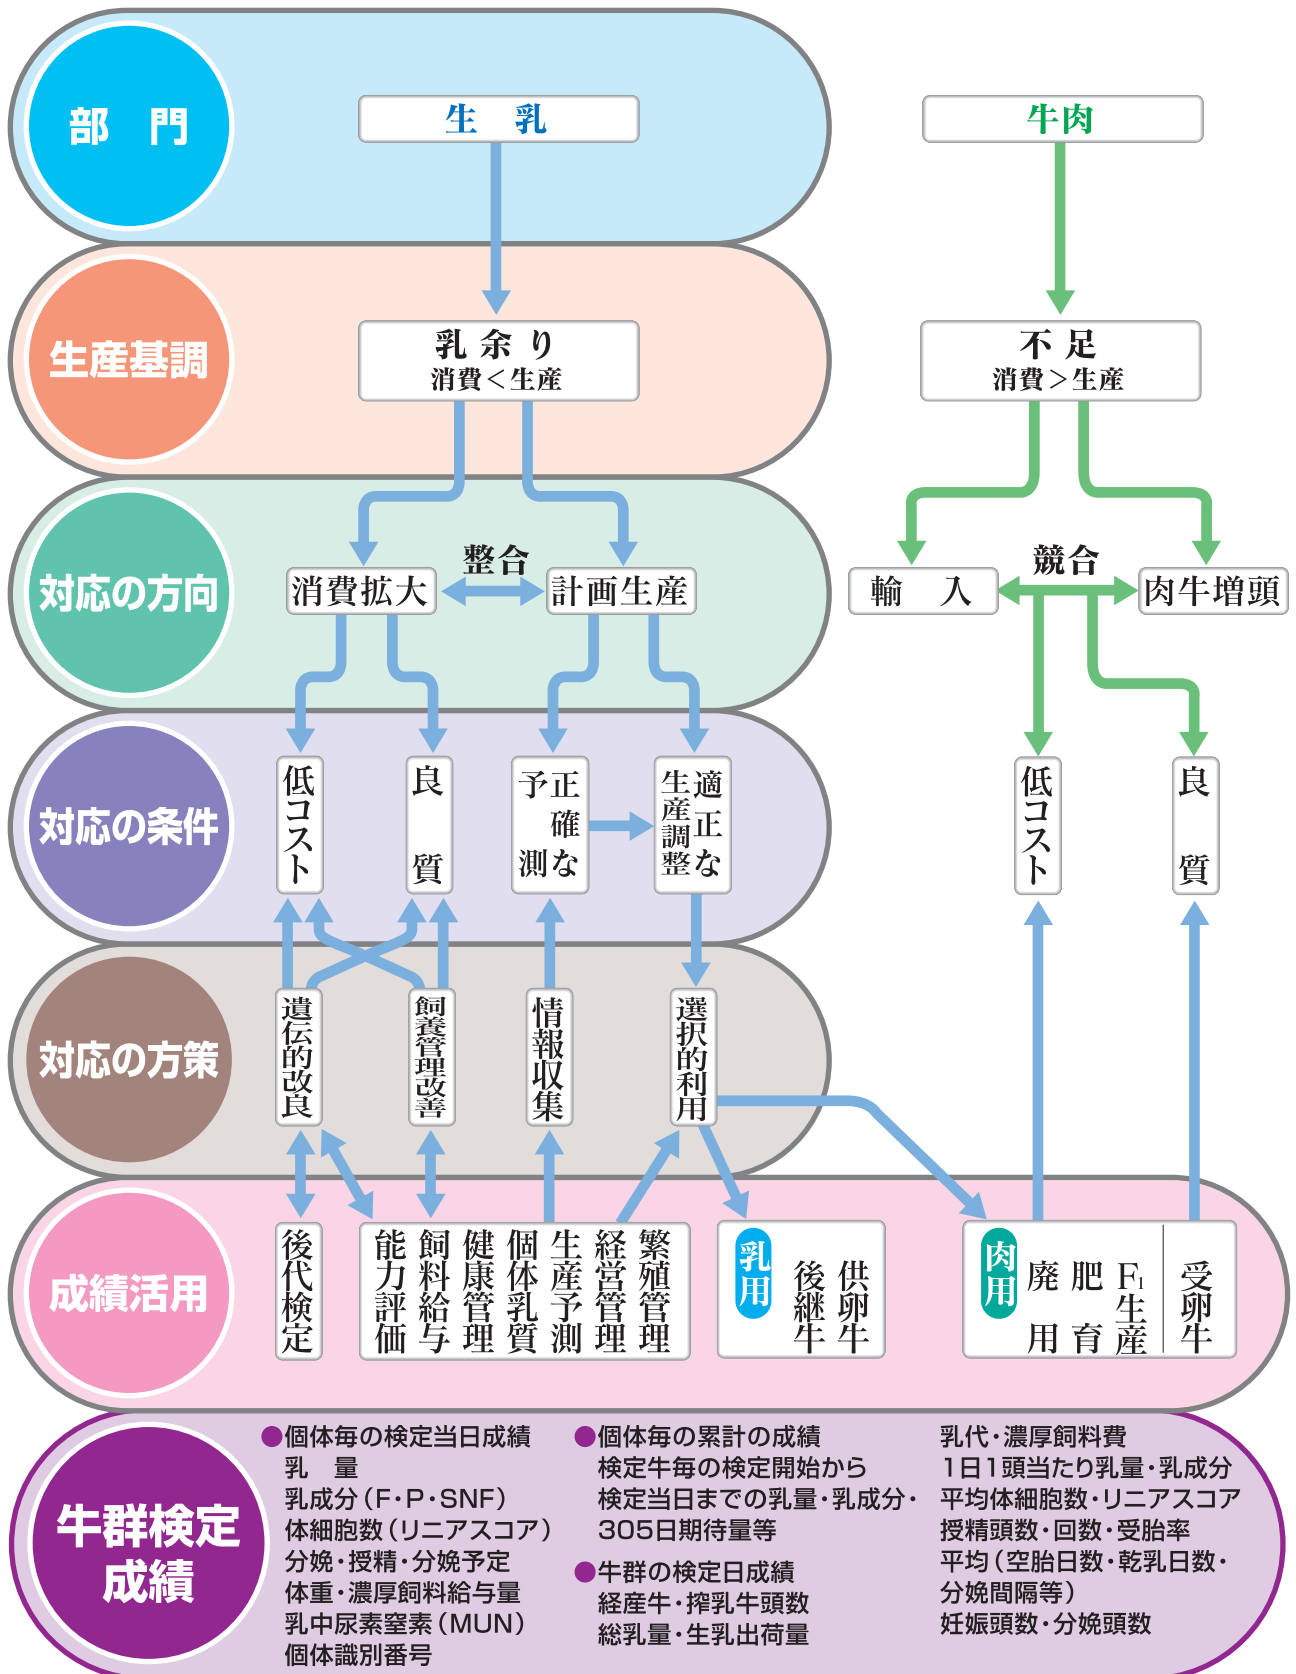 部　門
生　乳
牛肉
生産基調
乳余り
消費＜生産
不足
消費＞生産
対応の方向
消費拡大
整合
計画生産
輸　入
競合
肉牛増頭
対応の条件
低コスト
良　質
正確な
予　測
適正な
生産調整
低コスト
良　質
対応の方策
遺伝的改良
飼養管理改善
情報収集
選択的利用
成績活用
後代検定
能力評価
飼料給与
健康管理
個体乳質
生産予測
経営管理
繁殖管理
乳用
後継牛
供卵牛
肉用
廃　用
肥　育
F1生産
受卵牛
牛群検定
成績
●個体毎の検定当日成績
乳　量
乳成分（F・P・SNF）
体細胞数（リニアスコア）
分娩・授精・分娩予定
体重・濃厚飼料給与量
乳中尿素窒素（MUN）
個体識別番号
●個体毎の累計の成績
検定牛毎の検定開始から
検定当日までの乳量・乳成分・
305日期待量等
●牛群の検定日成績
経産牛・搾乳牛頭数
総乳量・生乳出荷量
乳代・濃厚飼料費
1日1頭当たり乳量・乳成分
平均体細胞数・リニアスコア
授精頭数・回数・受胎率
平均（空胎日数・乾乳日数・
分娩間隔等）
妊娠頭数・分娩頭数